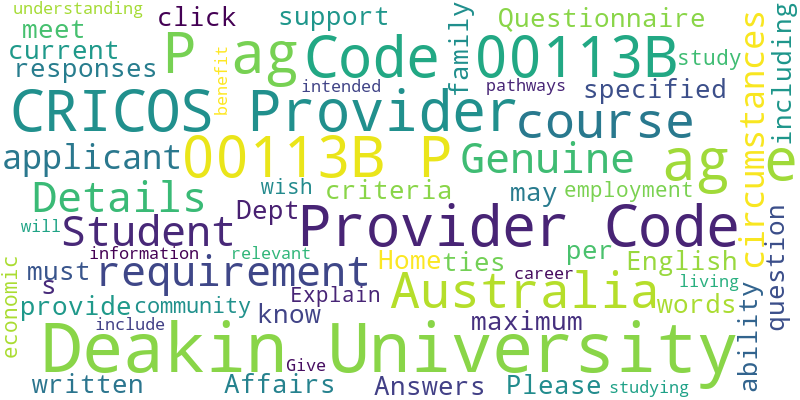 understanding
click
support
Questionnaire
meet
P ag
Code 00113B
family
circumstances
including
current
responses
benefit
study
intended
pathways
specified
CRICOS Provider
course
applicant
00113B P
Genuine
ag e
Details
wish
criteria
may
employment
Dept
will
Student
Provider Code
information
relevant
per
English
Home
ties
must
requirement
career
living
s
economic
Explain
Australia
words
provide
community
know
maximum
ability
question
include
Deakin University
Give
written
Affairs
Answers
Please
studying